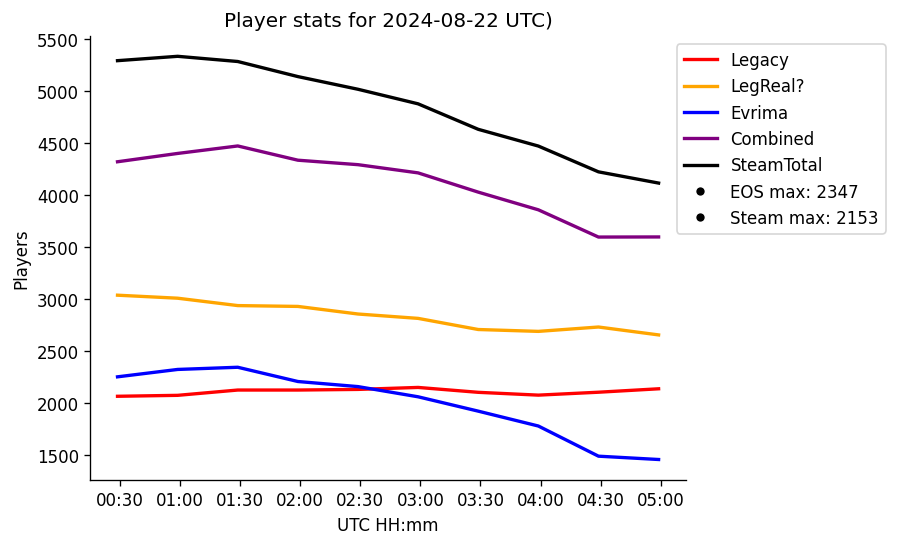 Player stats for 2024-08-22 UTC)
5500
5000
4500
4000
3500
3000
2500
2000
1500
Players
00:30 01:00 01:30 02:00 02:30 03:00 03:30 04:00 04:30 05:00
UTC HH:mm
Legacy
LegReal?
Evrima
Combined
SteamTotal
EOS max: 2347
Steam max: 2153